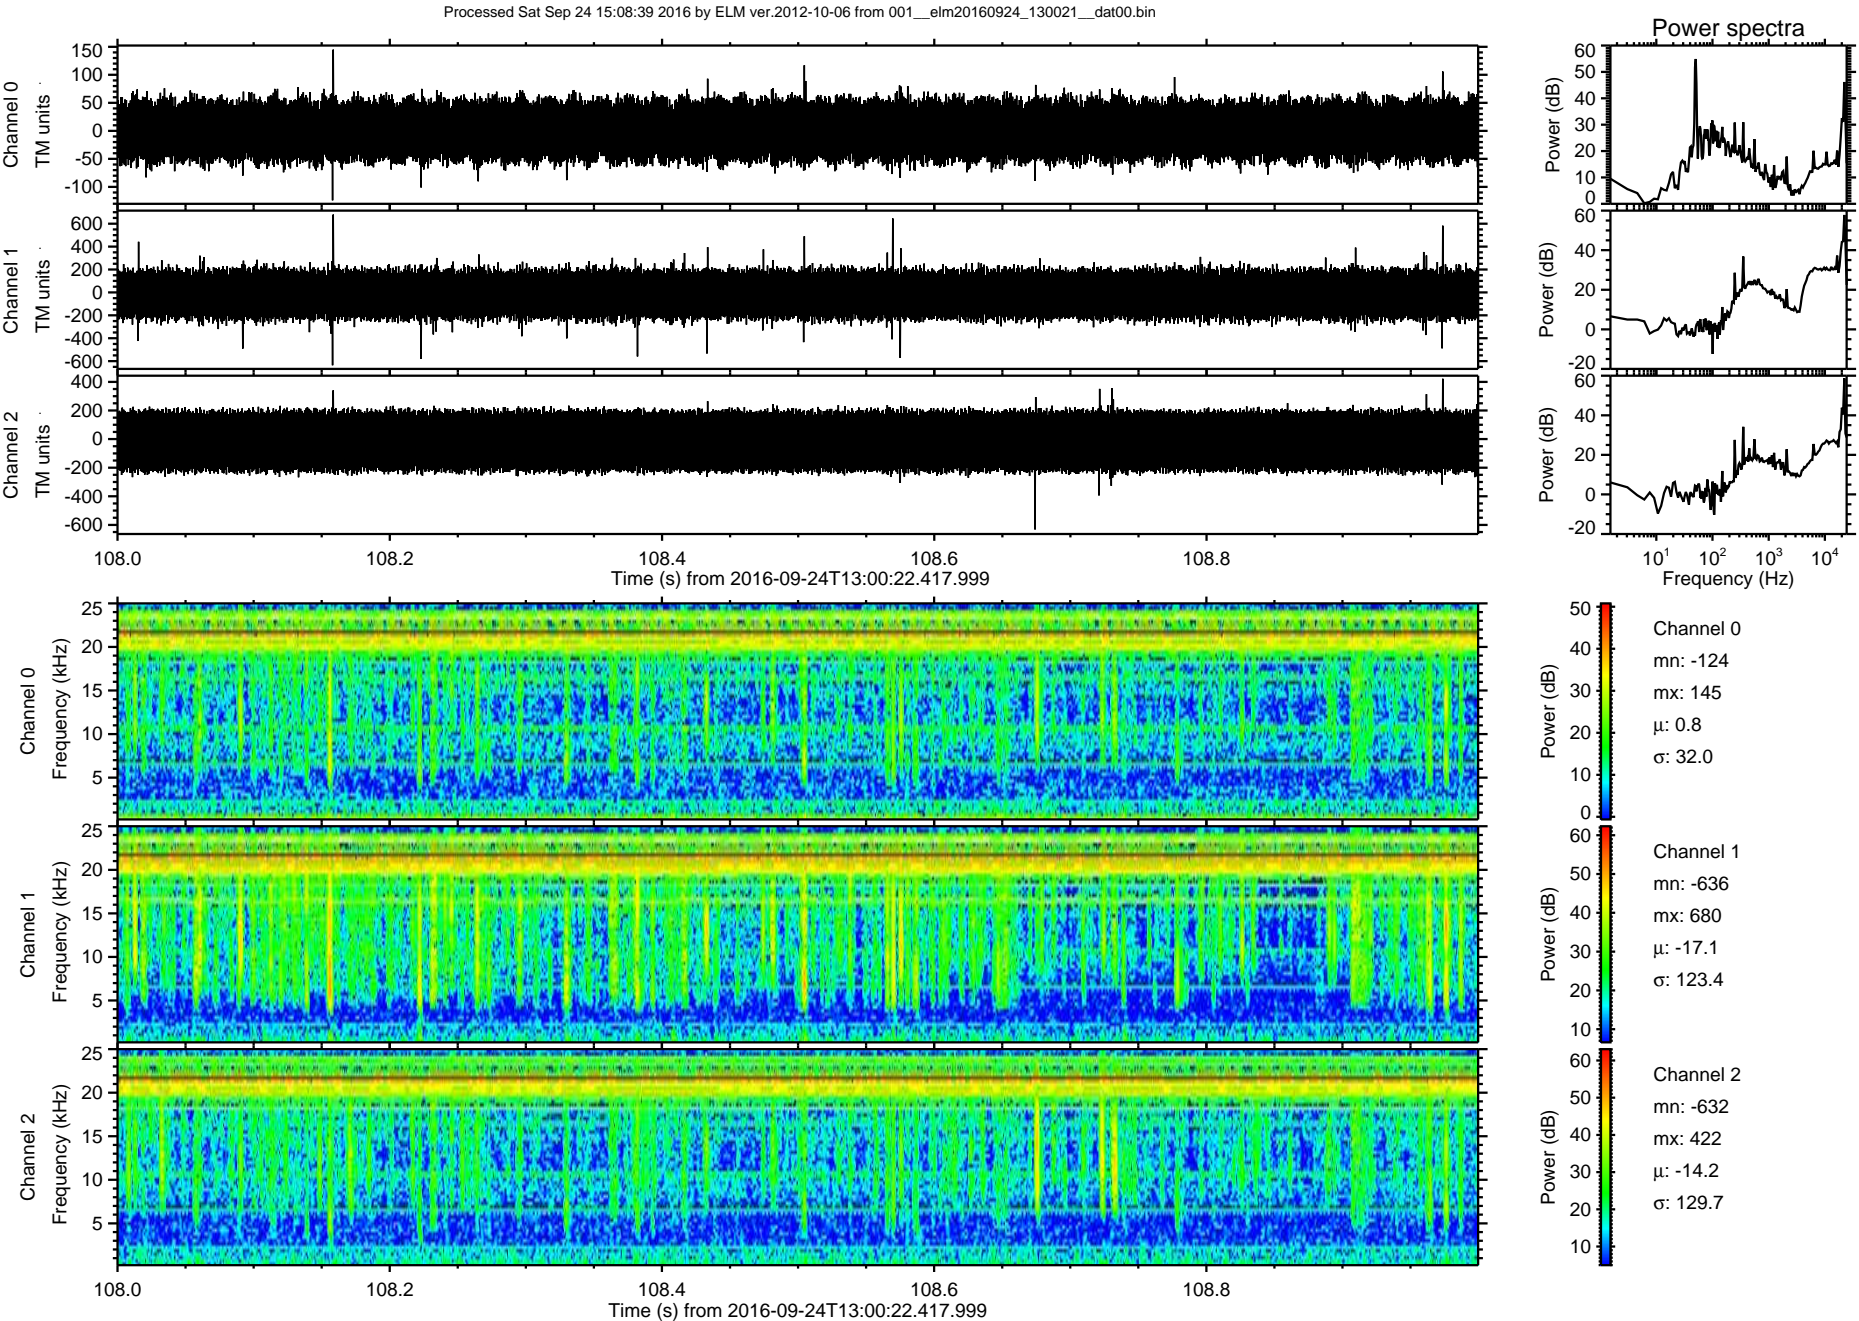 Processed Sat Sep 24 15:08:39 2016 by ELM ver.2012-10-06 from 001__elm20160924_130021__dat00.bin
Power spectra
Channel 0
TM units
150
100
50
0
-50
-100
Power (dB)
60
50
40
30
20
10
0
Channel 1
TM units
600
400
200
0
-200
-400
-600
Power (dB)
60
40
20
0
-20
Channel 2
TM units
400
200
0
-200
-400
-600
Power (dB)
60
40
20
0
-20
108.0 108.2 108.4 108.6 108.8
Time (s) from 2016-09-24T13:00:22.417.999
10^1 10^2 10^3 10^4
Frequency (Hz)
Channel 0
Frequency (kHz)
25
20
15
10
5
Power (dB)
50
40
30
20
10
0
Channel 0
mn: -124
mx: 145
µ: 0.8
σ: 32.0
Channel 1
Frequency (kHz)
25
20
15
10
5
Power (dB)
60
50
40
30
20
10
Channel 1
mn: -636
mx: 680
µ: -17.1
σ: 123.4
Channel 2
Frequency (kHz)
25
20
15
10
5
Power (dB)
60
50
40
30
20
10
Channel 2
mn: -632
mx: 422
µ: -14.2
σ: 129.7
108.0 108.2 108.4 108.6 108.8
Time (s) from 2016-09-24T13:00:22.417.999